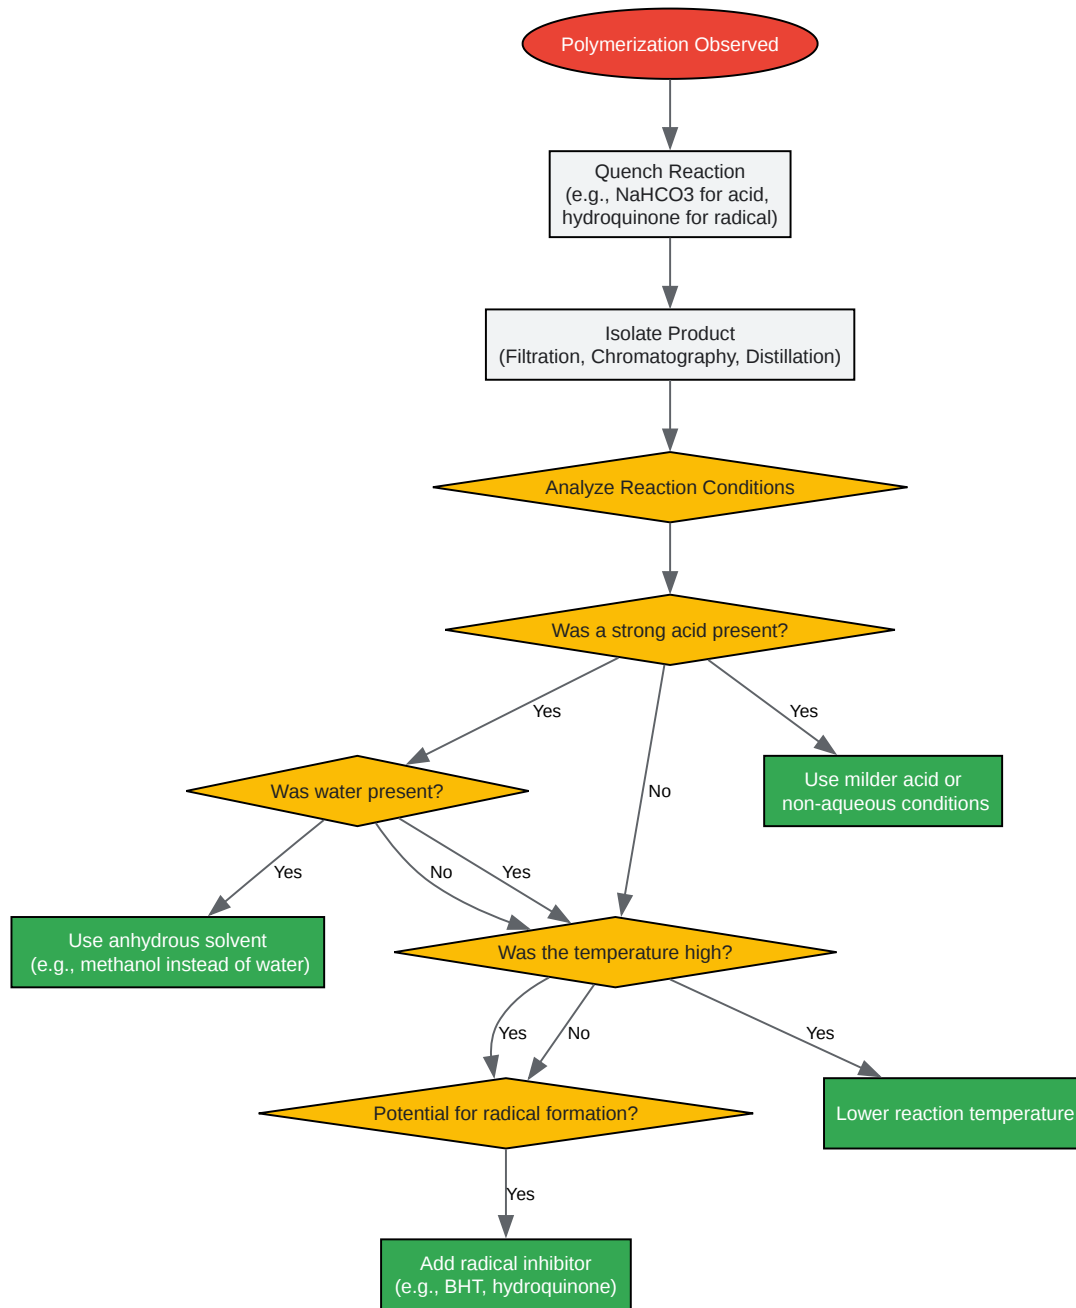 Polymerization Observed
Quench Reaction
(e.g., NaHCO3 for acid,
hydroquinone for radical)
Isolate Product
(Filtration, Chromatography, Distillation)
Analyze Reaction Conditions
Was a strong acid present?
Yes
Yes
No
Was water present?
Use milder acid or
non-aqueous conditions
Yes
No
Yes
Use anhydrous solvent
(e.g., methanol instead of water)
Was the temperature high?
Yes
No
Yes
Potential for radical formation?
Lower reaction temperature
Yes
Add radical inhibitor
(e.g., BHT, hydroquinone)